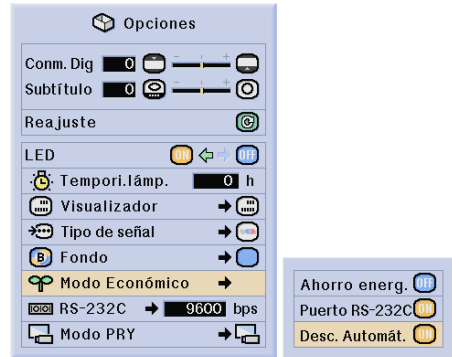 Opciones
Conm. Dig 0
Subtítulo 0
Reajuste
LED ON OFF
Tempori.lámp. 0 h
Visualizador
Tipo de señal
B Fondo
Modo Económico
RS-232C 9600 bps
Modo PRY
Ahorro energ. OFF
Puerto RS-232C ON
Desc. Automát. ON